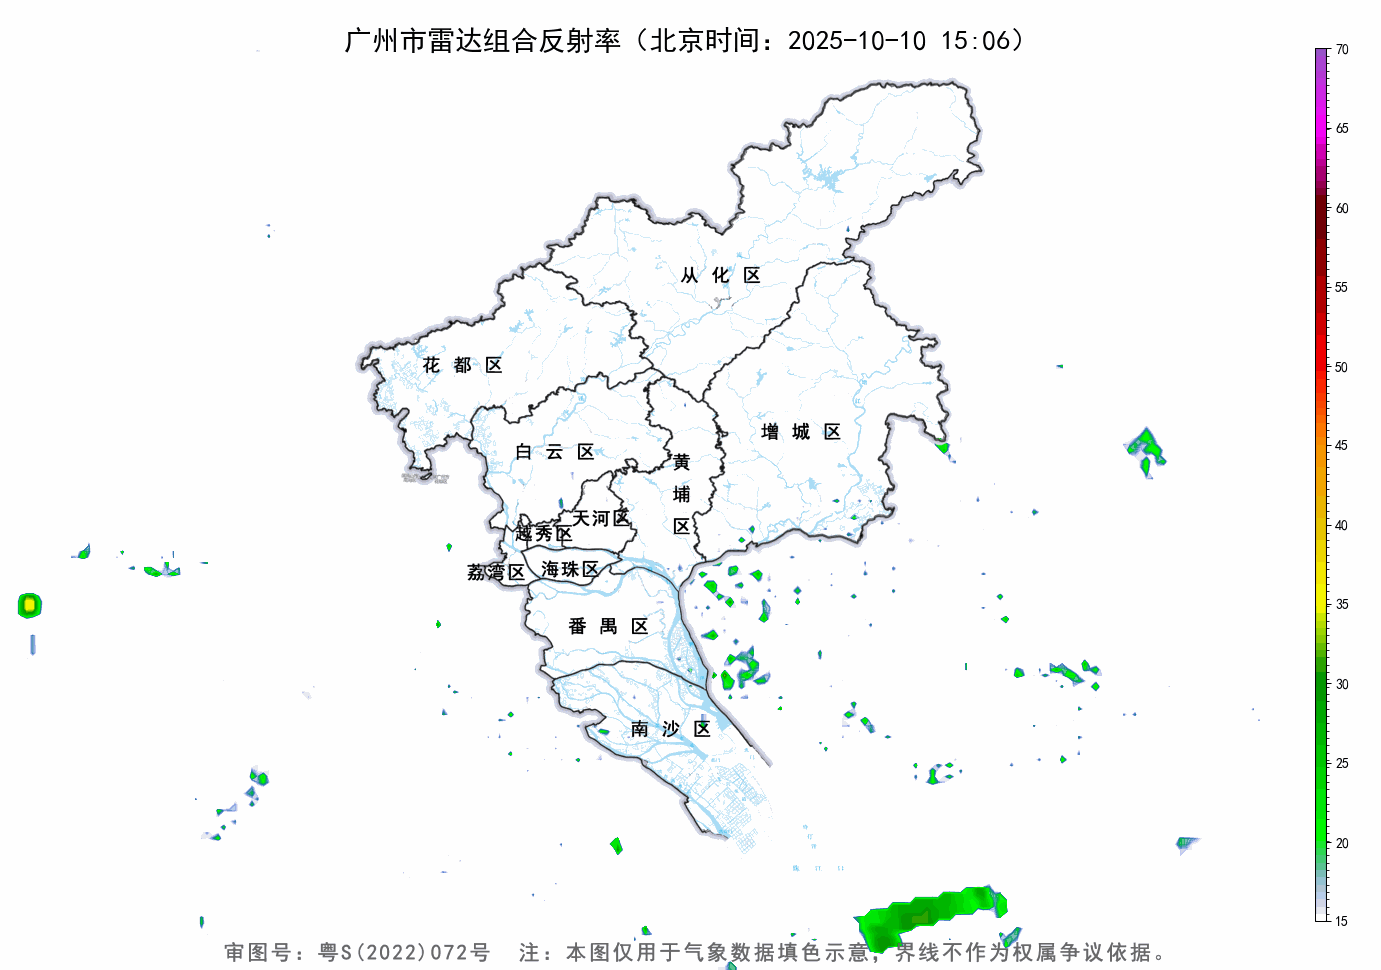 广州市雷达组合反射率（北京时间：2025-10-10 15:06）
70
65
60
55
50
45
40
35
30
25
20
15
从化区
花都区
增城区
白云区
黄埔区
天河区
越秀区
荔湾区
海珠区
番禺区
南沙区
审图号：粤S(2022)072号 注：本图仅用于气象数据填色示意，界线不作为权属争议依据。